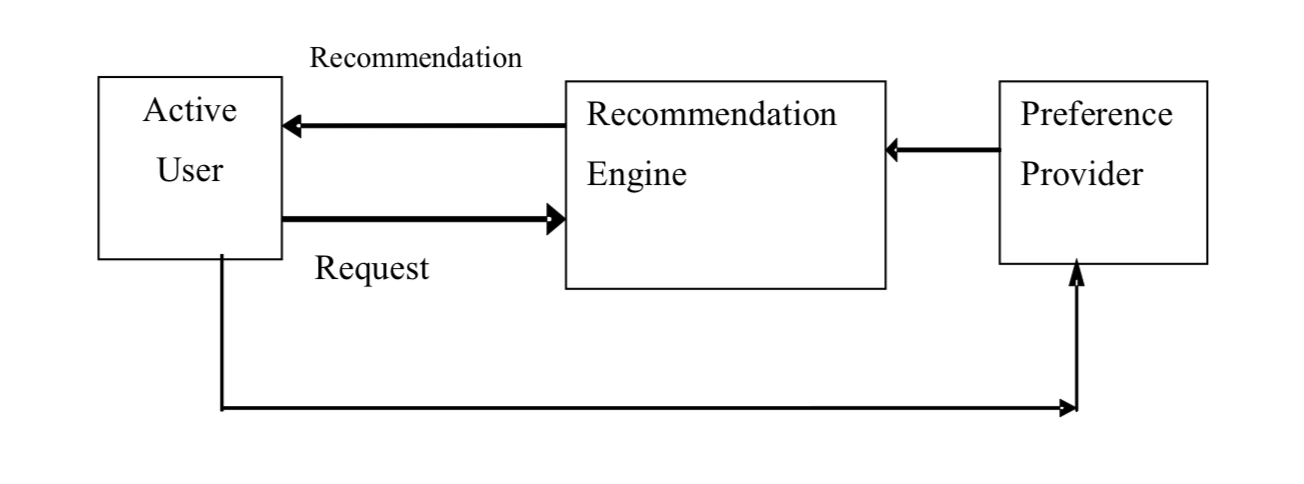 Recommendation
Active
User
Recommendation
Engine
Preference
Provider
Request